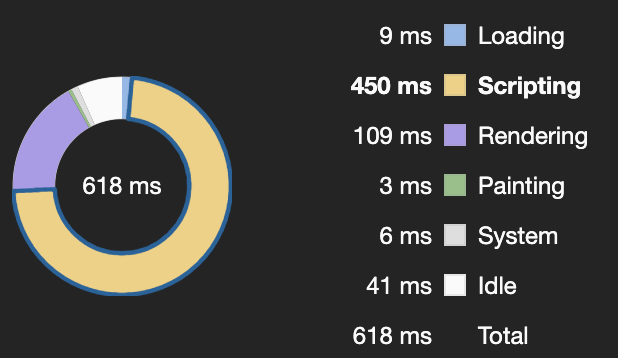 9 ms Loading
450 ms Scripting
109 ms Rendering
618 ms
3 ms Painting
6 ms System
41 ms Idle
618 ms Total